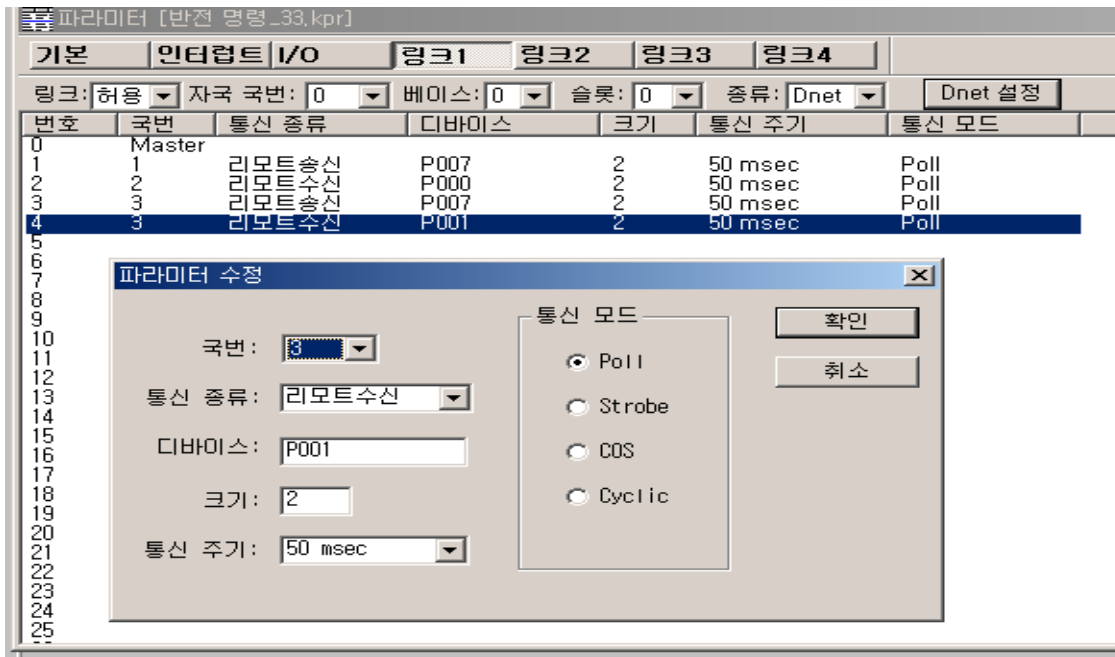 파라미터 [반전 명령_33.kpr]
기본 인터럽트 I/O 링크1 링크2 링크3 링크4
링크: 허용 자국 국번: 0 베이스: 0 슬롯: 0 종류: Dnet Dnet 설정
번호 국번 통신 종류 디바이스 크기 통신 주기 통신 모드
0 Master
1 1 리모트송신 P007 2 50 msec Poll
2 2 리모트수신 P000 2 50 msec Poll
3 3 리모트송신 P007 2 50 msec Poll
4 3 리모트수신 P001 2 50 msec Poll
5
6
7
8
9
10
11
12
13
14
15
16
17
18
19
20
21
22
23
24
25
파라미터 수정
국번: 3
통신 종류: 리모트수신
디바이스: P001
크기: 2
통신 주기: 50 msec
통신 모드
Poll
Strobe
COS
Cyclic
확인
취소